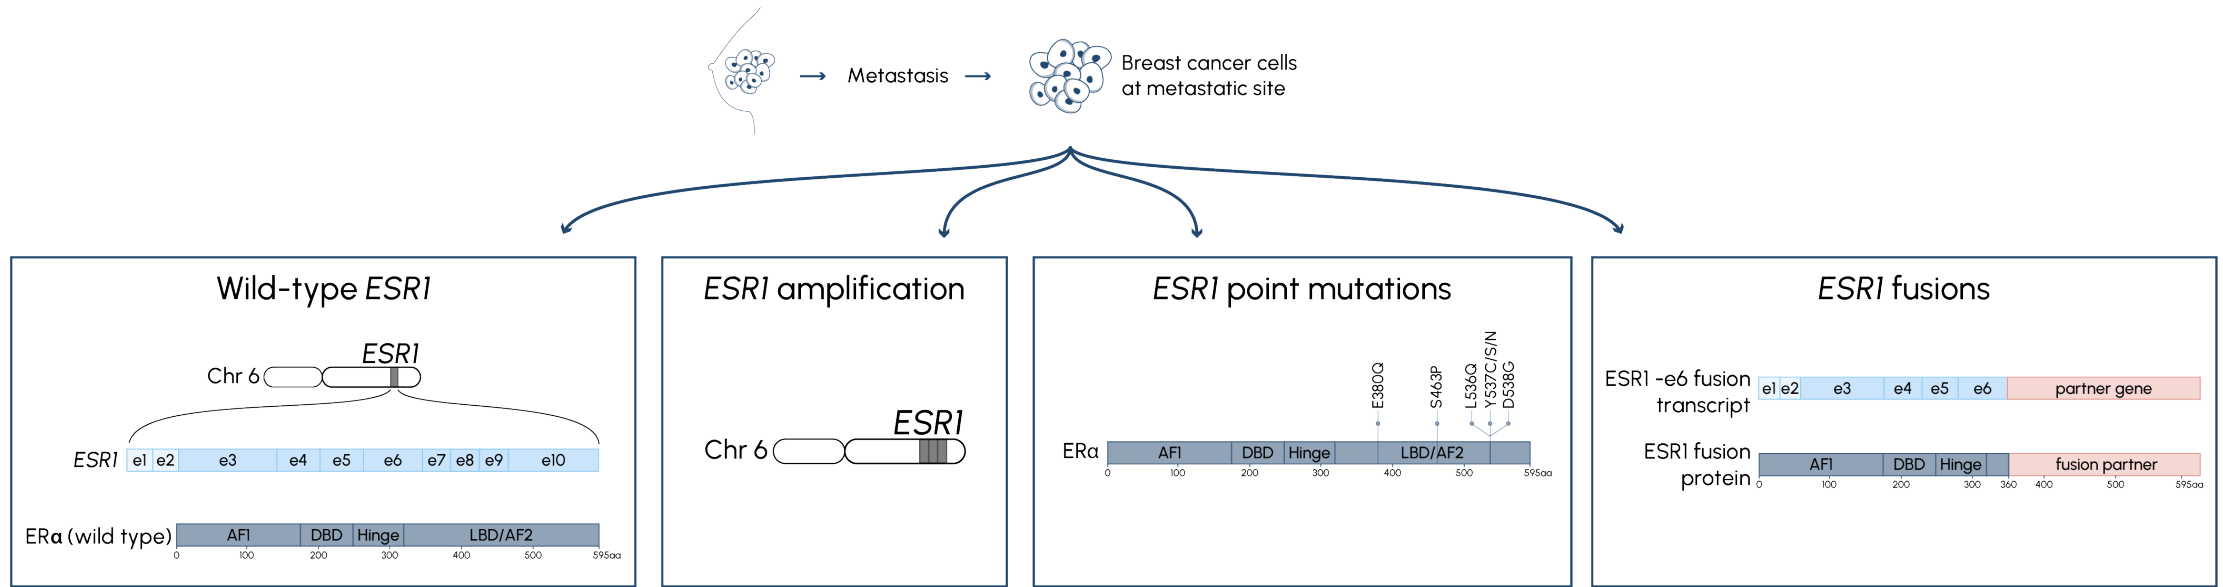 Metastasis
Breast cancer cells
at metastatic site
Wild-type ESR1
ESR1
Chr 6
ESR1 e1 e2 e3 e4 e5 e6 e7 e8 e9 e10
ERα (wild type) AF1 DBD Hinge LBD/AF2
0 100 200 300 400 500 595aa
ESR1 amplification
ESR1
Chr 6
ESR1 point mutations
E380Q
S463P
L536Q
Y537C/S/N
D538G
ERα AF1 DBD Hinge LBD/AF2
0 100 200 300 400 500 595aa
ESR1 fusions
ESR1 -e6 fusion
transcript
e1 e2 e3 e4 e5 e6 partner gene
ESR1 fusion
protein
AF1 DBD Hinge fusion partner
0 100 200 300 360 400 500 595aa